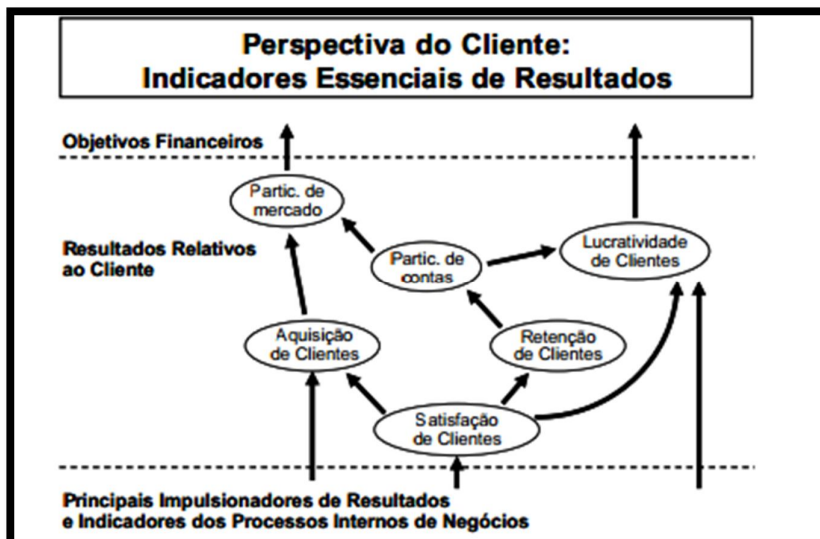 Perspectiva do Cliente:
Indicadores Essenciais de Resultados
Objetivos Financeiros
Partic. de
mercado
Resultados Relativos
ao Cliente
Partic. de
contas
Lucratividade
de Clientes
Aquisição
de Clientes
Retenção
de Clientes
Satisfação
de Clientes
Principais Impulsionadores de Resultados
e Indicadores dos Processos Internos de Negócios